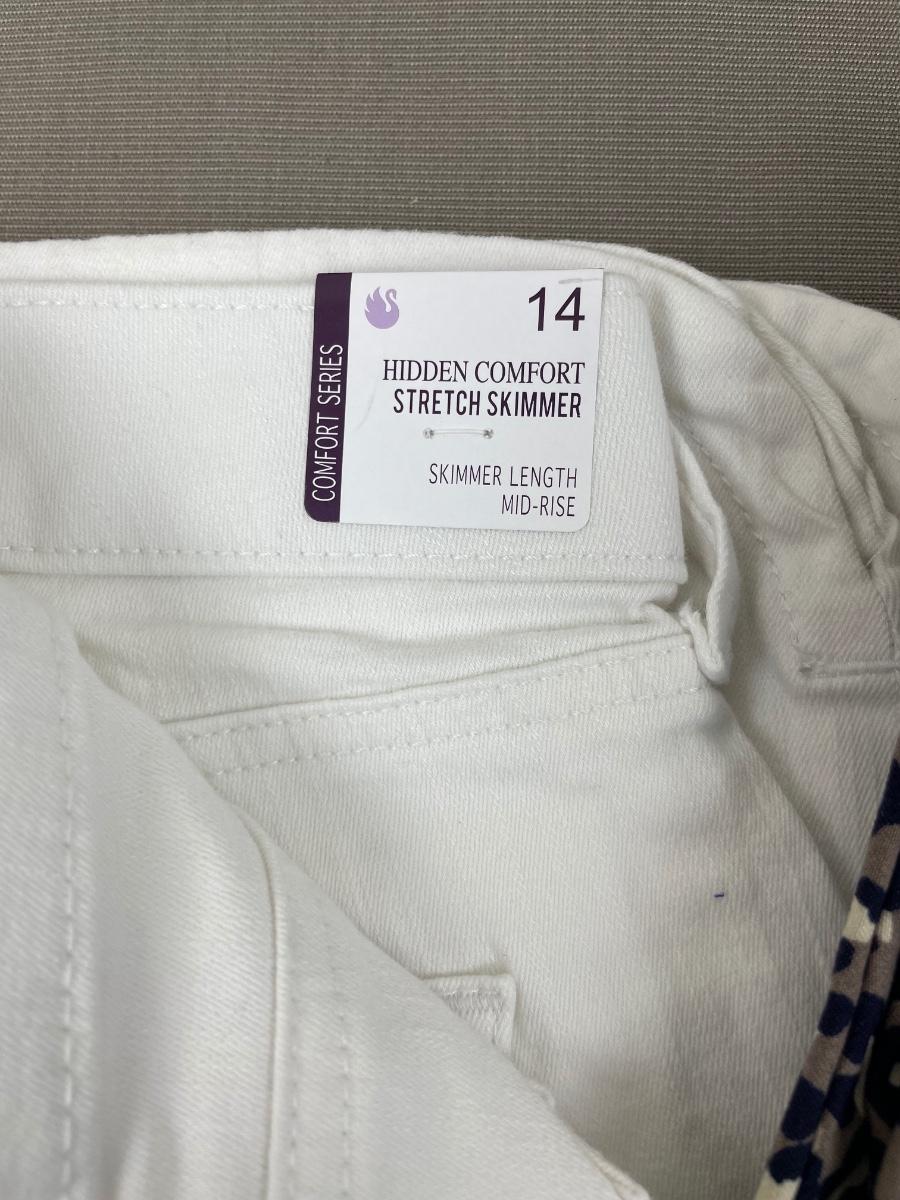 14
HIDDEN COMFORT
STRETCH SKIMMER
SKIMMER LENGTH
MID-RISE
COMFORT SERIES